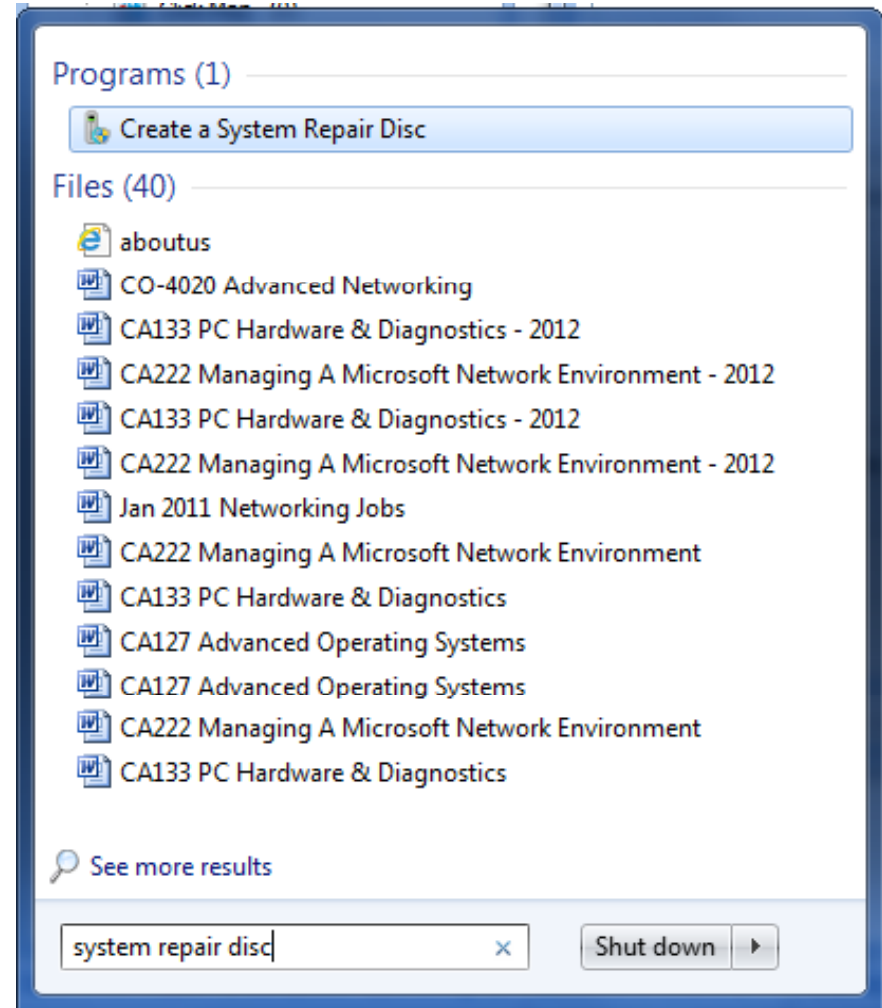 Programs (1)
Create a System Repair Disc
Files (40)
aboutus
CO-4020 Advanced Networking
CA133 PC Hardware & Diagnostics - 2012
CA222 Managing A Microsoft Network Environment - 2012
CA133 PC Hardware & Diagnostics - 2012
CA222 Managing A Microsoft Network Environment - 2012
Jan 2011 Networking Jobs
CA222 Managing A Microsoft Network Environment
CA133 PC Hardware & Diagnostics
CA127 Advanced Operating Systems
CA127 Advanced Operating Systems
CA222 Managing A Microsoft Network Environment
CA133 PC Hardware & Diagnostics
See more results
system repair disc
Shut down